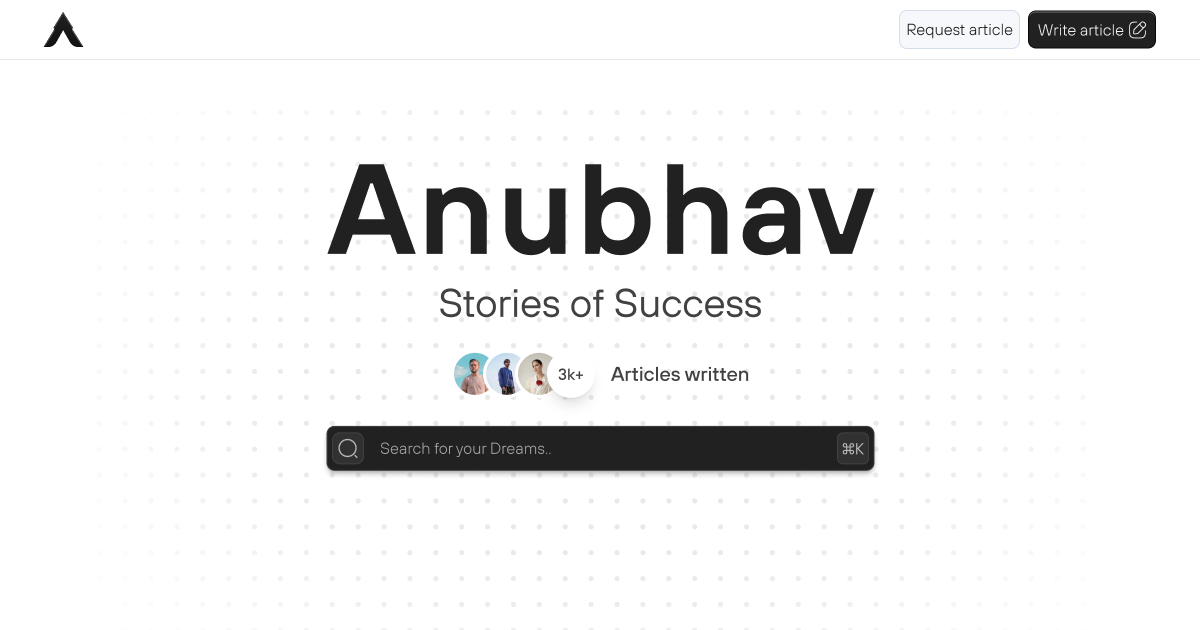 Request article
Write article
Anubhav
Stories of Success
3k+ Articles written
Search for your Dreams..
⌘K